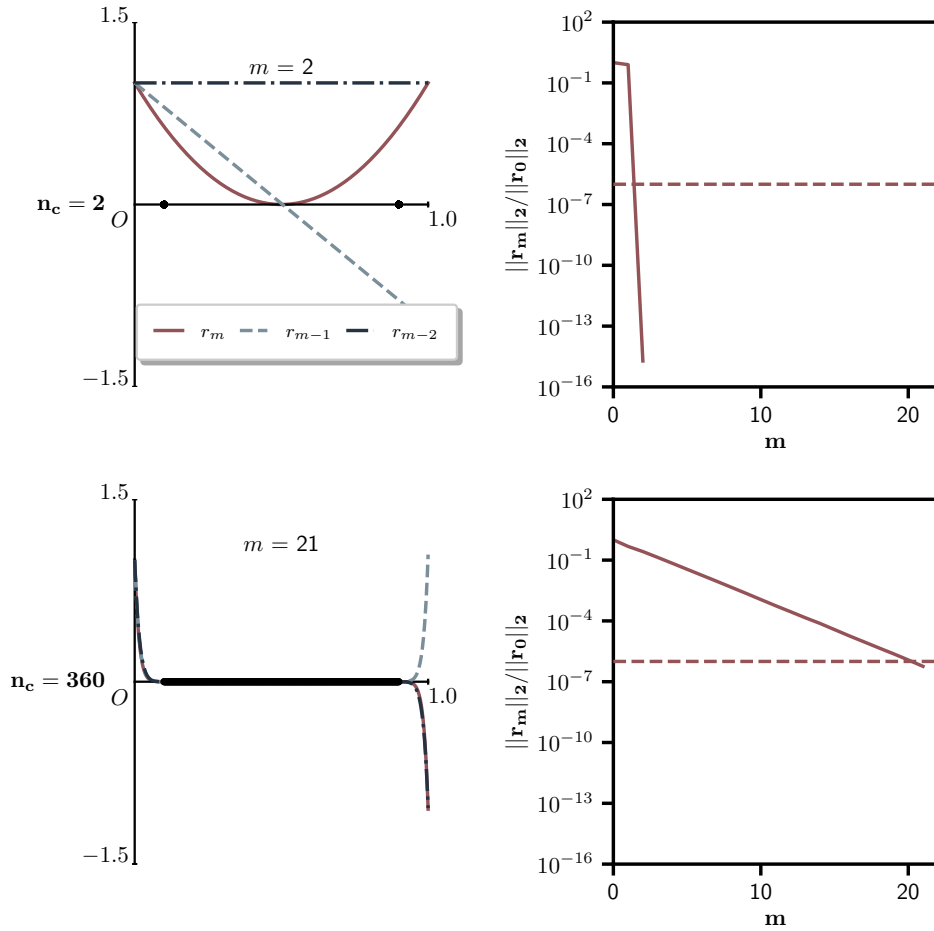 1.5
m = 2
n_c = 2
O
1.0
r_m r_{m−1} r_{m−2}
−1.5
10^2
10^{−1}
10^{−4}
10^{−7}
10^{−10}
10^{−13}
10^{−16}
||r_m||_2/||r_0||_2
0 10 20
m
1.5
m = 21
n_c = 360
O
1.0
−1.5
10^2
10^{−1}
10^{−4}
10^{−7}
10^{−10}
10^{−13}
10^{−16}
||r_m||_2/||r_0||_2
0 10 20
m